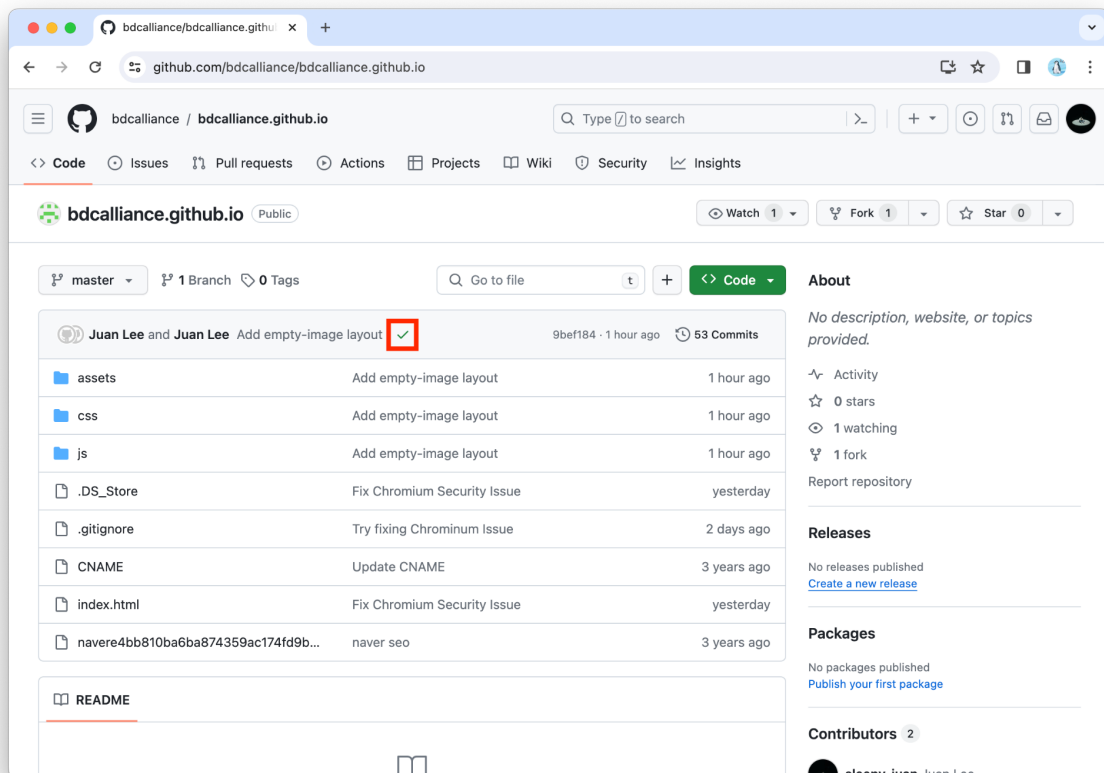 bdcalliance/bdcalliance.githu
github.com/bdcalliance/bdcalliance.github.io
bdcalliance / bdcalliance.github.io
Type / to search
Code Issues Pull requests Actions Projects Wiki Security Insights
bdcalliance.github.io Public
Watch 1 Fork 1 Star 0
master 1 Branch 0 Tags Go to file t Code
Juan Lee and Juan Lee Add empty-image layout 9bef184 · 1 hour ago 53 Commits
assets Add empty-image layout 1 hour ago
css Add empty-image layout 1 hour ago
js Add empty-image layout 1 hour ago
.DS_Store Fix Chromium Security Issue yesterday
.gitignore Try fixing Chrominum Issue 2 days ago
CNAME Update CNAME 3 years ago
index.html Fix Chromium Security Issue yesterday
navere4bb810ba6ba874359ac174fd9b... naver seo 3 years ago
README
About
No description, website, or topics
provided.
Activity
0 stars
1 watching
1 fork
Report repository
Releases
No releases published
Create a new release
Packages
No packages published
Publish your first package
Contributors 2
Juan Lee